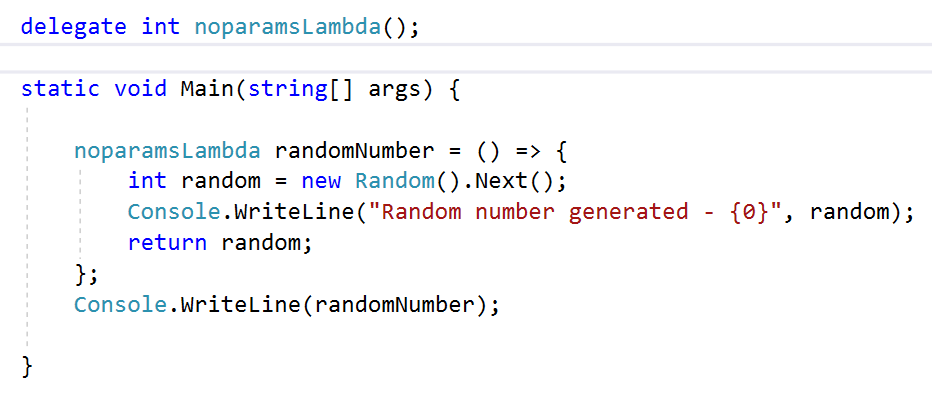 delegate int noparamsLambda();
static void Main(string[] args) {
noparamsLambda randomNumber = () => {
int random = new Random().Next();
Console.WriteLine("Random number generated - {0}", random);
return random;
};
Console.WriteLine(randomNumber);
}